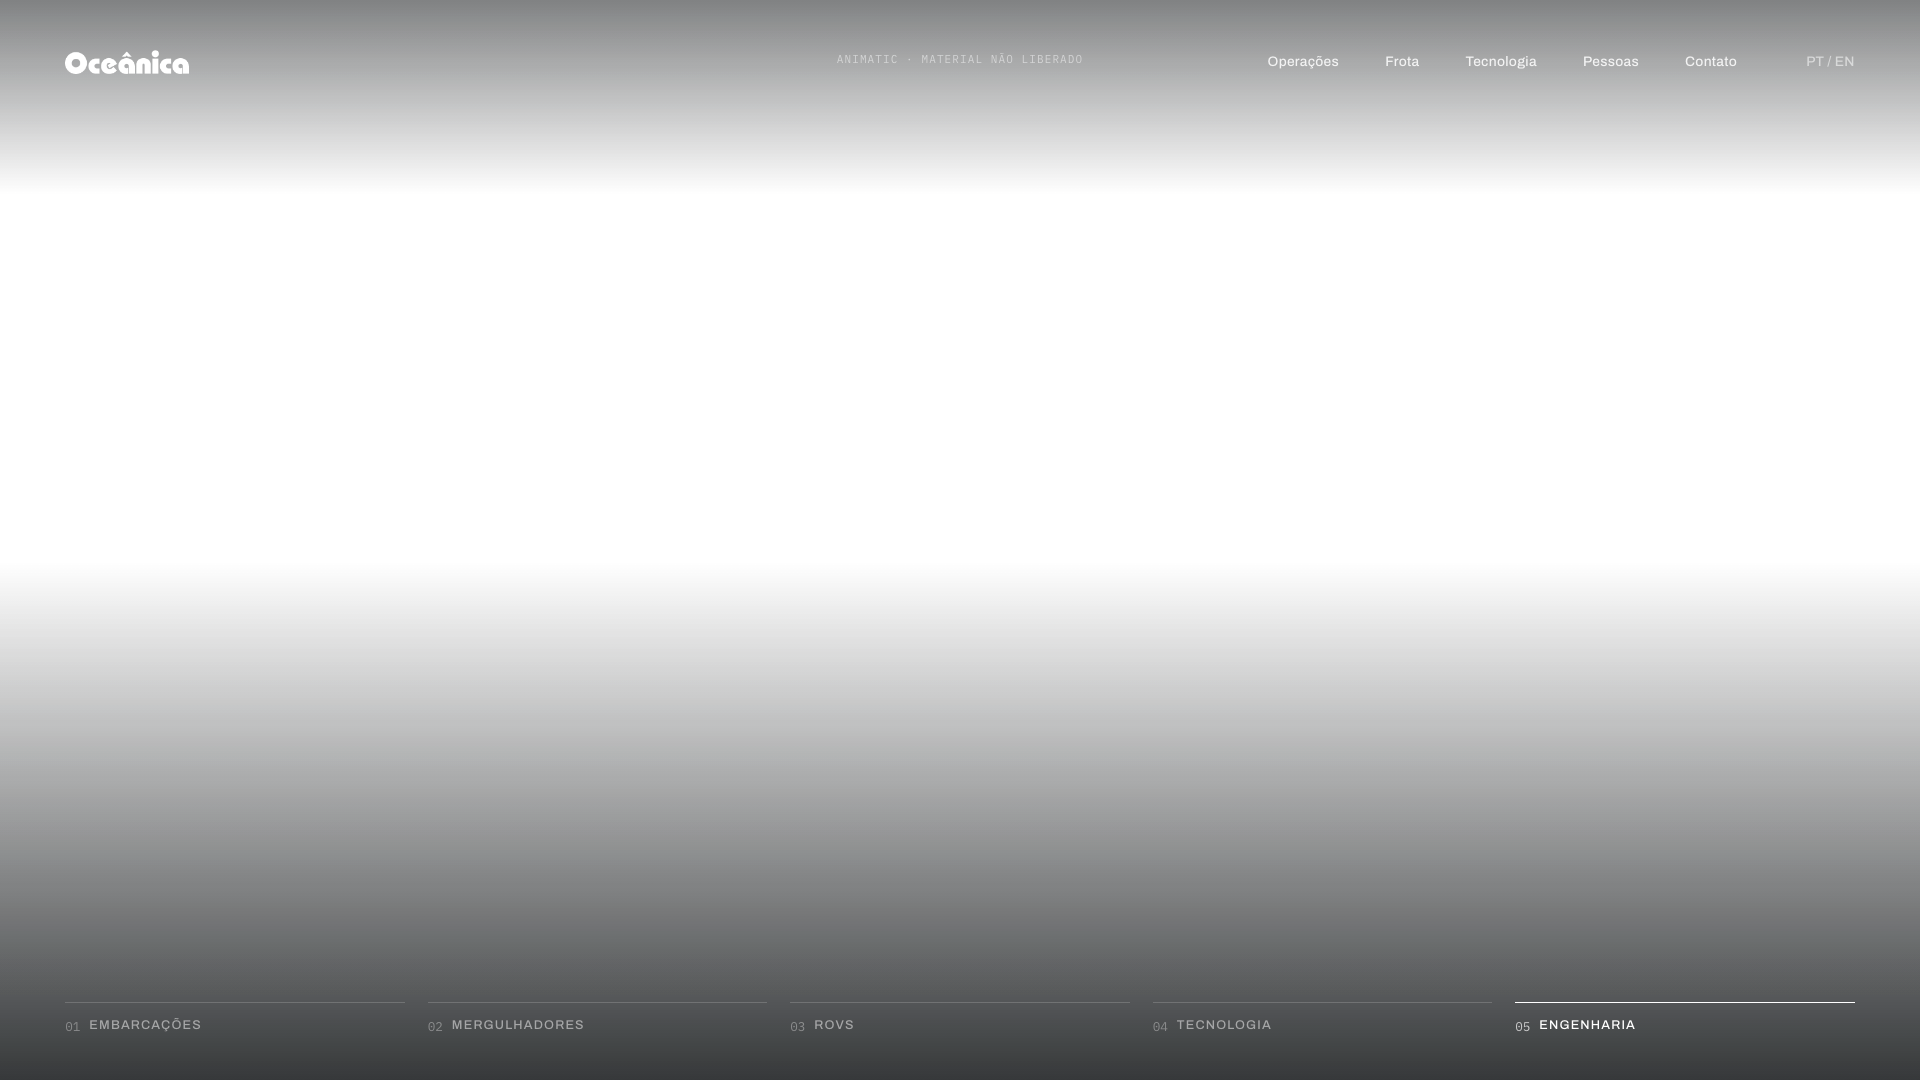 Oceânica
ANIMATIC · MATERIAL NÃO LIBERADO
Operações Frota Tecnologia Pessoas Contato PT / EN
01 EMBARCAÇÕES 02 MERGULHADORES 03 ROVS 04 TECNOLOGIA 05 ENGENHARIA